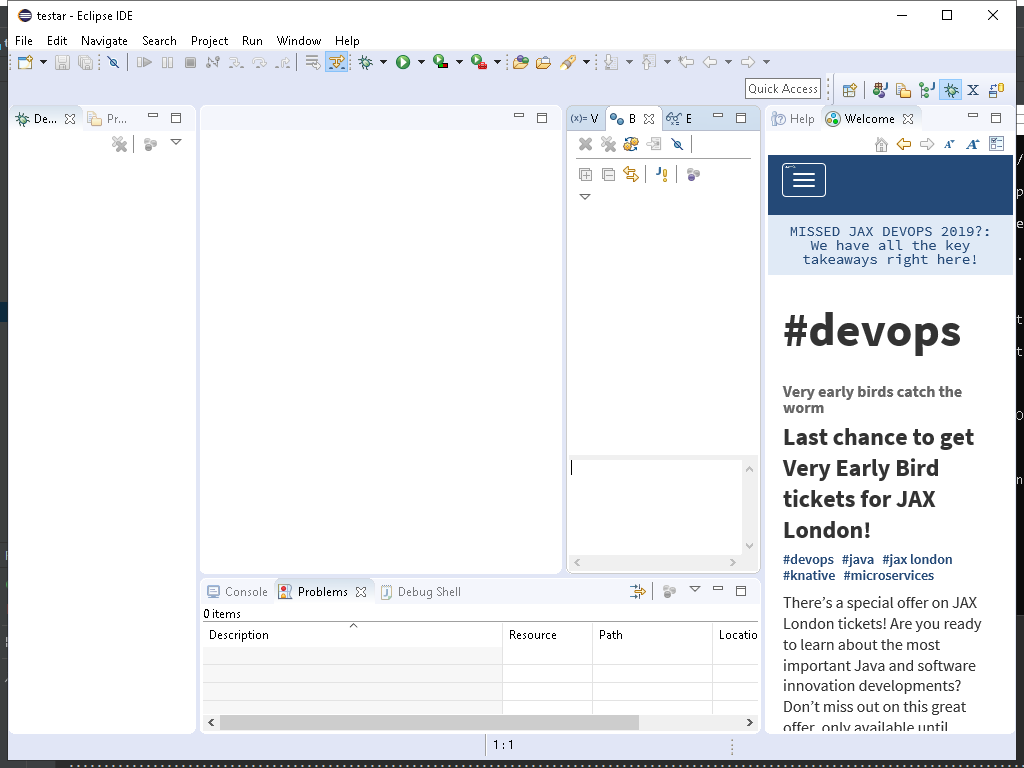 testar - Eclipse IDE
File Edit Navigate Search Project Run Window Help
Quick Access
De... Pr... (x)= V B E Help Welcome
MISSED JAX DEVOPS 2019?:
We have all the key
takeaways right here!
#devops
Very early birds catch the
worm
Last chance to get
Very Early Bird
tickets for JAX
London!
#devops #java #jax london
#knative #microservices
There’s a special offer on JAX
London tickets! Are you ready
to learn about the most
important Java and software
innovation developments?
Don’t miss out on this great
offer, only available until
Console Problems Debug Shell
0 items
Description Resource Path Locatio
1 : 1